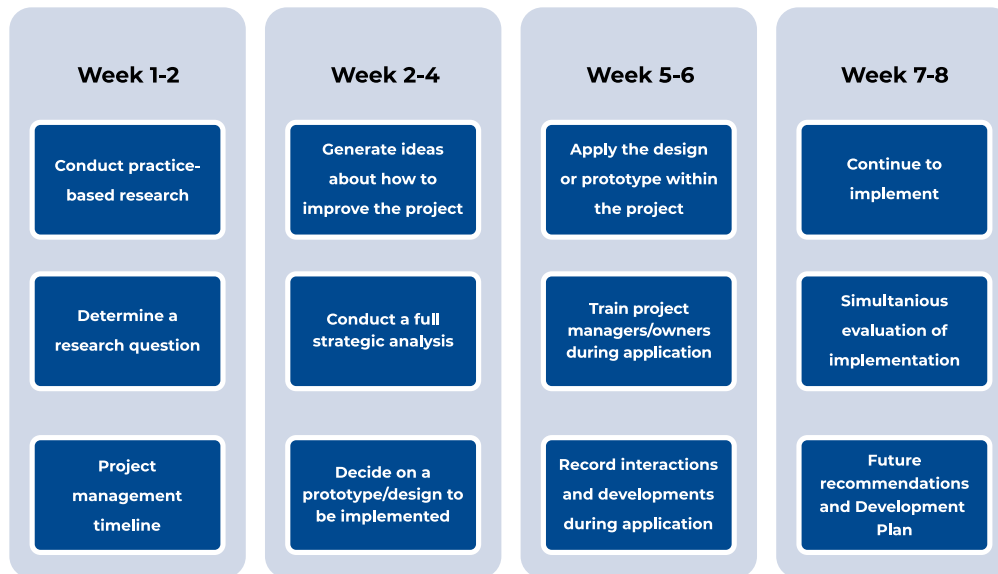 Week 1-2
Conduct practice-
based research
Determine a
research question
Project
management
timeline
Week 2-4
Generate ideas
about how to
improve the project
Conduct a full
strategic analysis
Decide on a
prototype/design to
be implemented
Week 5-6
Apply the design
or prototype within
the project
Train project
managers/owners
during application
Record interactions
and developments
during application
Week 7-8
Continue to
implement
Simultanious
evaluation of
implementation
Future
recommendations
and Development
Plan